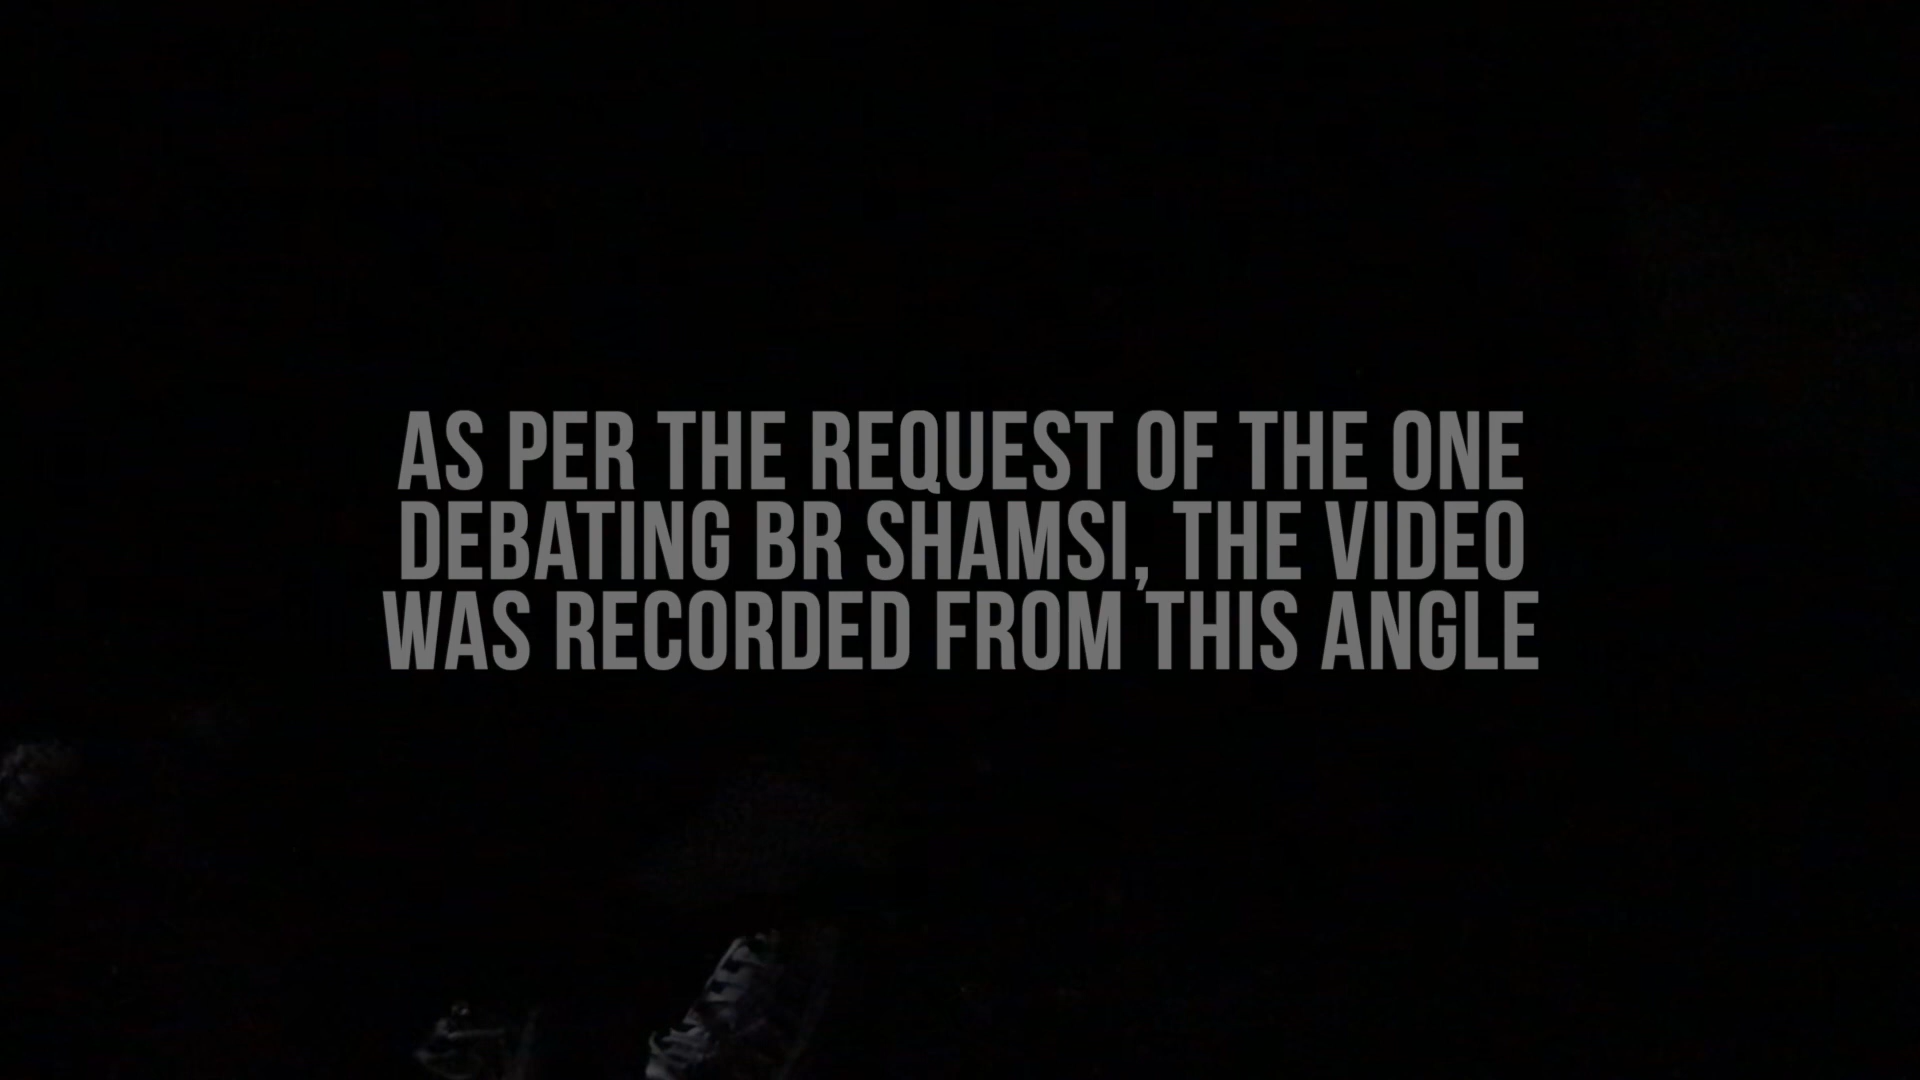 AS PER THE REQUEST OF THE ONE
DEBATING BR SHAMSI, THE VIDEO
WAS RECORDED FROM THIS ANGLE